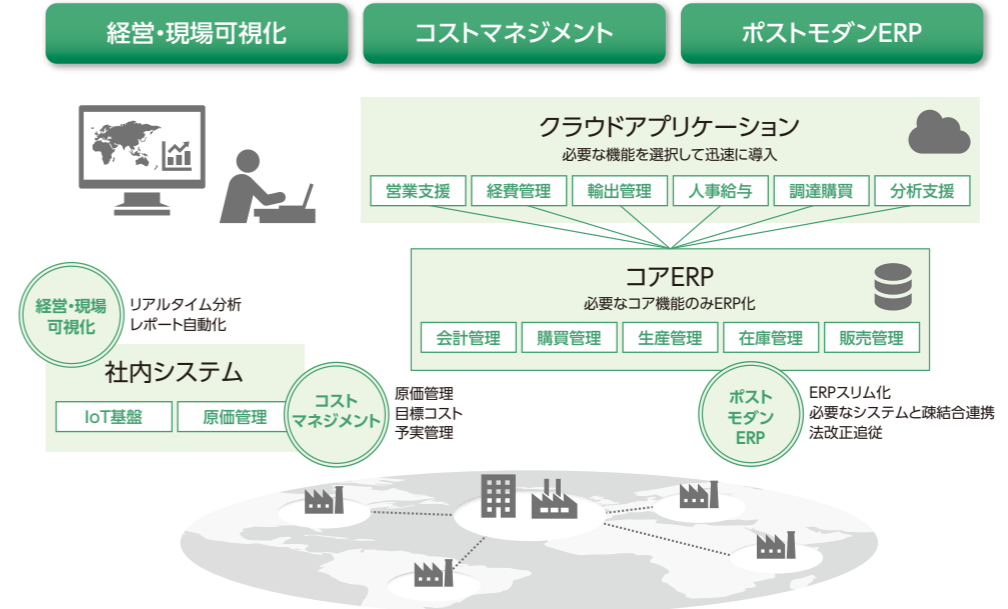 経営・現場可視化
コストマネジメント
ポストモダンERP
クラウドアプリケーション
必要な機能を選択して迅速に導入
営業支援
経費管理
輸出管理
人事給与
調達購買
分析支援
コアERP
必要なコア機能のみERP化
会計管理
購買管理
生産管理
在庫管理
販売管理
経営・現場
可視化
リアルタイム分析
レポート自動化
社内システム
IoT基盤
原価管理
コスト
マネジメント
原価管理
目標コスト
予実管理
ポスト
モダン
ERP
ERPスリム化
必要なシステムと疎結合連携
法改正追従